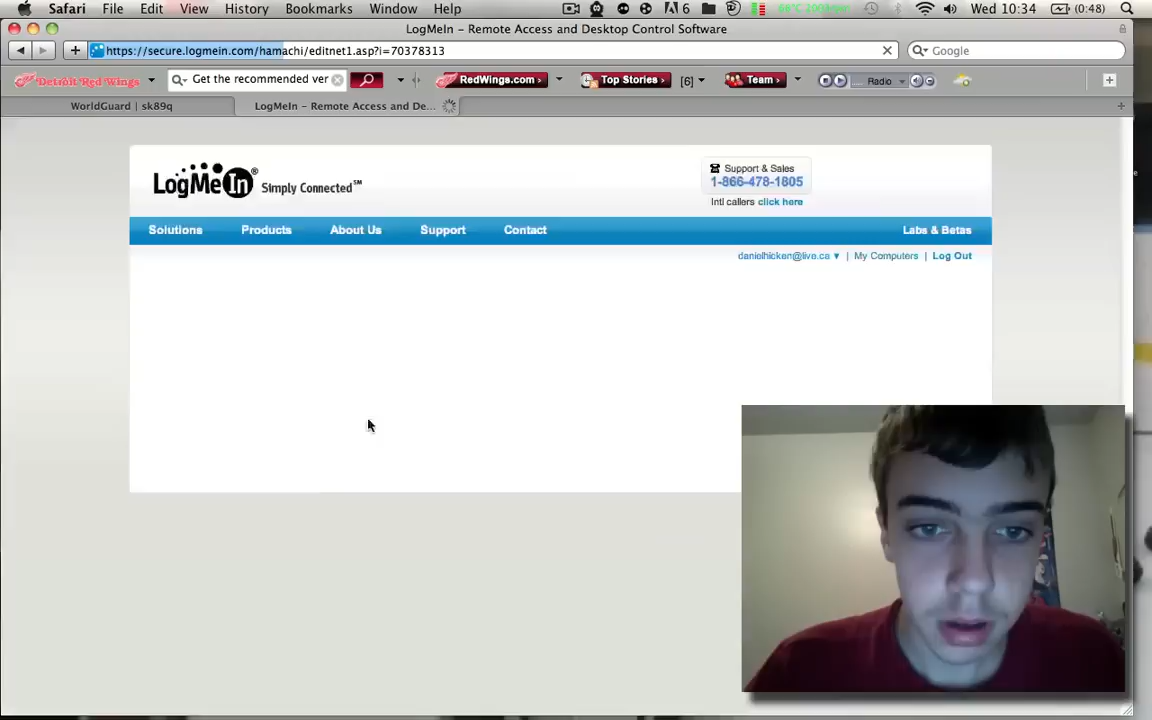 Safari File Edit View History Bookmarks Window Help 6 Wed 10:34 (0:48)
LogMeIn – Remote Access and Desktop Control Software
https://secure.logmein.com/hamachi/editnet1.asp?i=70378313
Google
Detroit Red Wings Get the recommended ver RedWings.com › Top Stories › [6] Team › Radio
WorldGuard | sk89q LogMeIn – Remote Access and De...
LogMeIn® Simply Connected℠
Support & Sales
1-866-478-1805
Intl callers click here
Solutions Products About Us Support Contact Labs & Betas
danielhicken@live.ca ▾ | My Computers | Log Out